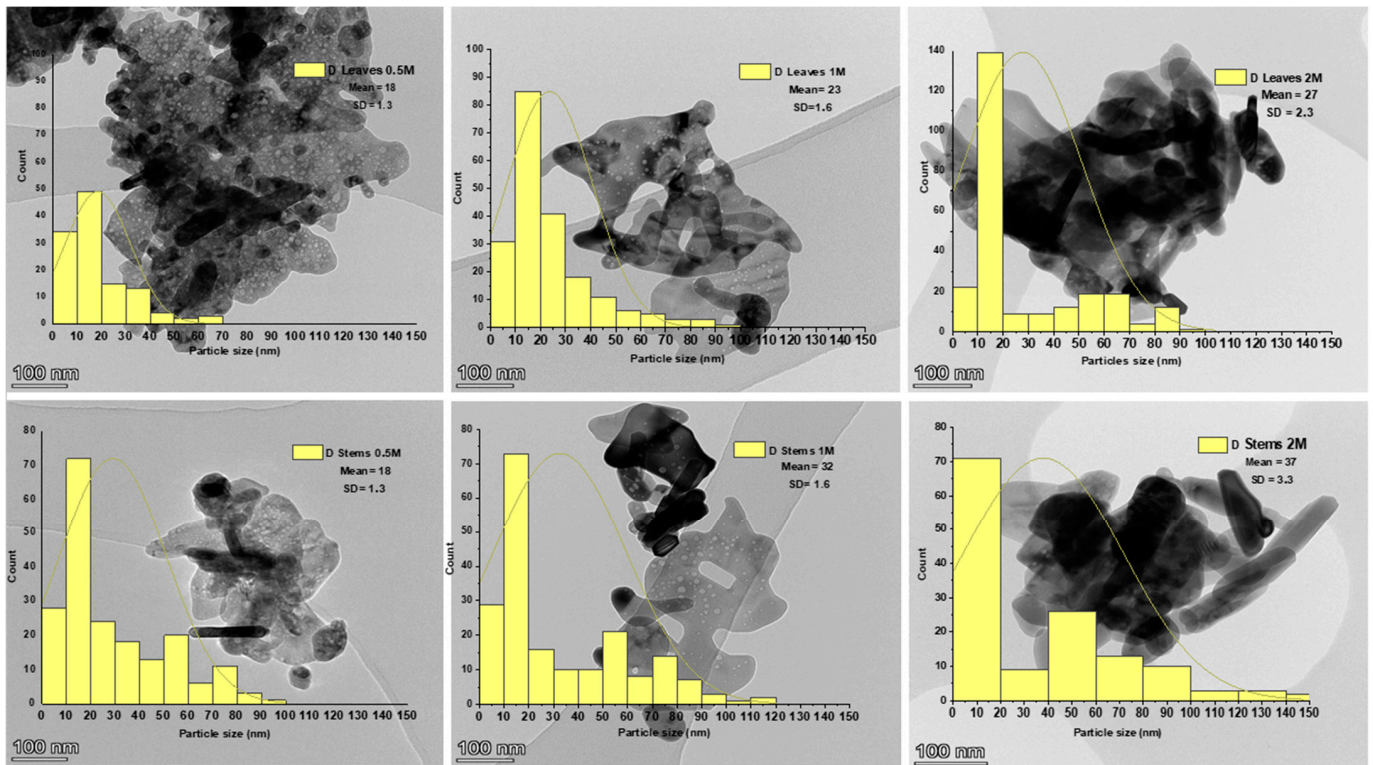 D Leaves 0.5M
Mean = 18
SD = 1.3
100
90
80
70
60
50
40
30
20
10
0
Count
0 10 20 30 40 50 60 70 80 90 100 110 120 130 140 150
Particle size (nm)
100 nm
D Leaves 1M
Mean = 23
SD=1.6
100
90
80
70
60
50
40
30
20
10
0
Count
0 10 20 30 40 50 60 70 80 90 100 110 120 130 140 150
Particle size (nm)
100 nm
D Leaves 2M
Mean = 27
SD = 2.3
140
120
100
80
60
40
20
0
Count
0 10 20 30 40 50 60 70 80 90 100 110 120 130 140 150
Particles size (nm)
100 nm
D Stems 0.5M
Mean = 18
SD= 1.3
80
70
60
50
40
30
20
10
0
Count
0 10 20 30 40 50 60 70 80 90 100 110 120 130 140 150
Particle size (nm)
100 nm
D Stems 1M
Mean = 32
SD= 1.6
80
70
60
50
40
30
20
10
0
Count
0 10 20 30 40 50 60 70 80 90 100 110 120 130 140 150
Particle size (nm)
100 nm
D Stems 2M
Mean = 37
SD = 3.3
80
70
60
50
40
30
20
10
0
Count
0 10 20 30 40 50 60 70 80 90 100 110 120 130 140 150
Particle size (nm)
100 nm